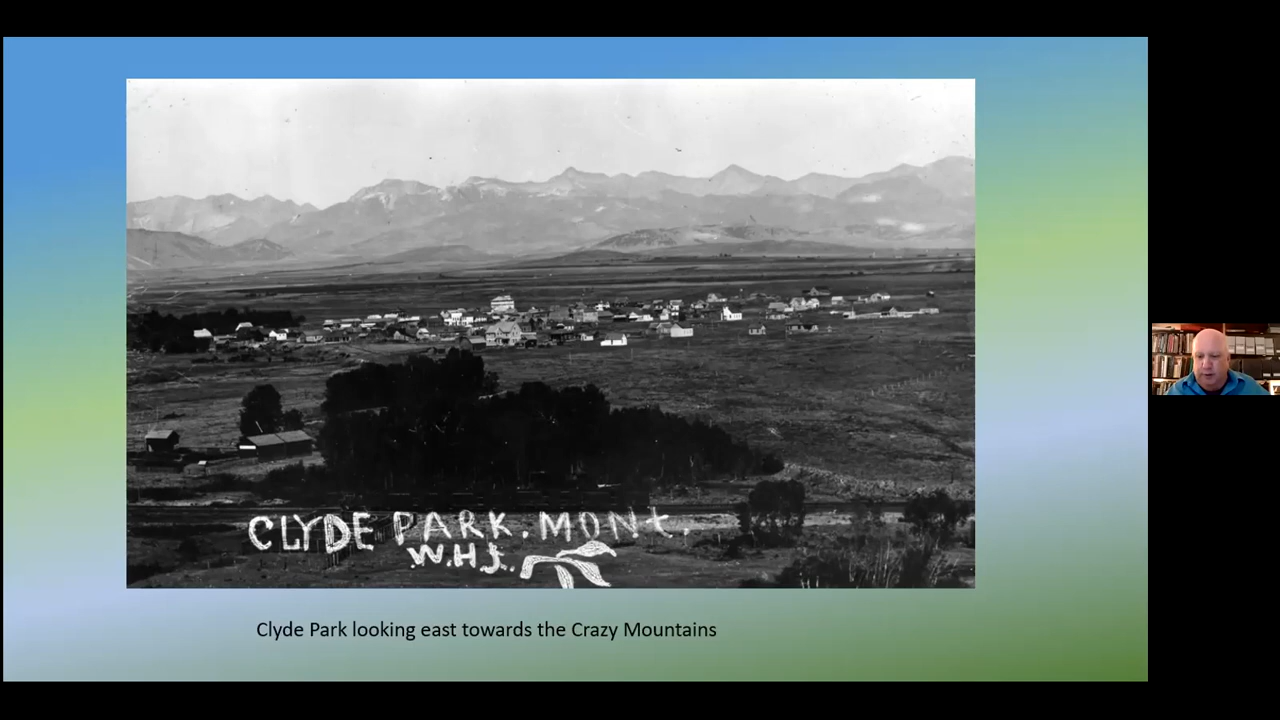 CLYDE PARK. MONT.
W.H.J.
Clyde Park looking east towards the Crazy Mountains